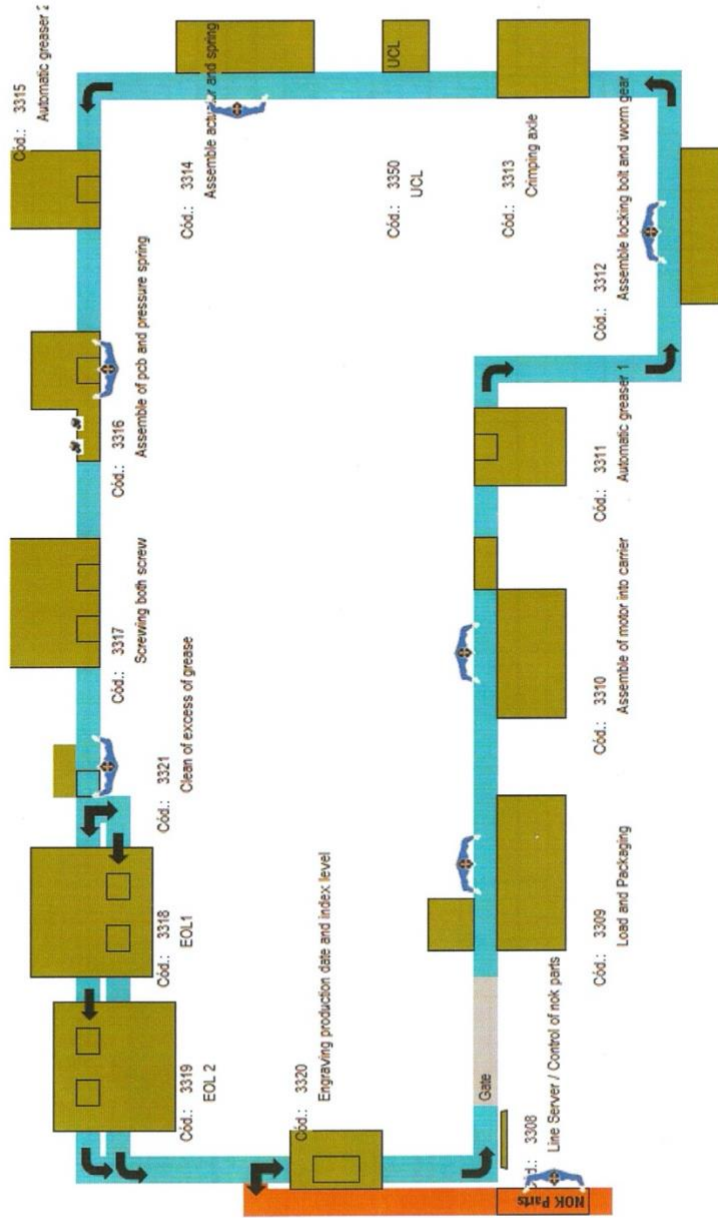 Cód.: 3315
Automatic greaser 2
Cód.: 3314
Assemble actuator and spring
UCL
Cód.: 3350
UCL
Cód.: 3313
Crimping axle
Cód.: 3312
Assemble locking bolt and worm gear
Cód.: 3316
Assemble of pcb and pressure spring
Cód.: 3317
Screwing both screw
Cód.: 3321
Clean of excess of grease
Cód.: 3318
EOL1
Cód.: 3319
EOL 2
Cód.: 3320
Engraving production date and index level
Cód.: 3311
Automatic greaser 1
Cód.: 3310
Assemble of motor into carrier
Cód.: 3309
Load and Packaging
Gate
Cód.: 3308
Line Server / Control of nok parts
NOK Parts